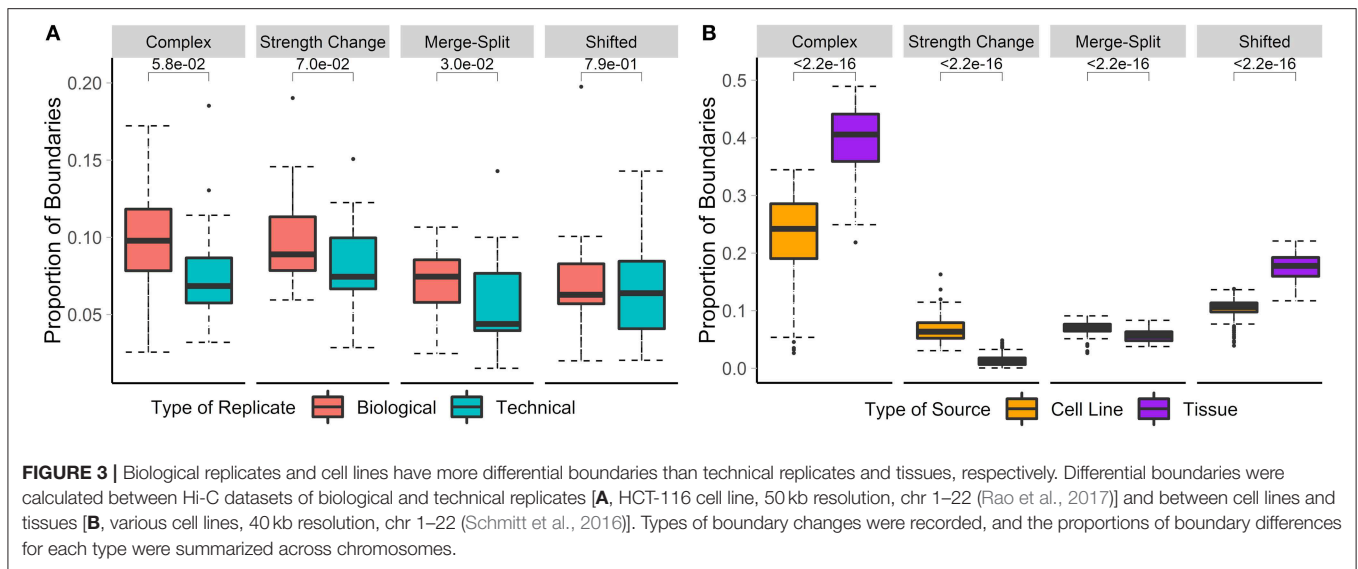 A
B
Complex Strength Change Merge-Split Shifted
Complex Strength Change Merge-Split Shifted
5.8e-02 7.0e-02 3.0e-02 7.9e-01
<2.2e-16 <2.2e-16 <2.2e-16 <2.2e-16
Proportion of Boundaries
0.20
0.15
0.10
0.05
Proportion of Boundaries
0.5
0.4
0.3
0.2
0.1
0.0
Type of Replicate Biological Technical
Type of Source Cell Line Tissue
FIGURE 3 | Biological replicates and cell lines have more differential boundaries than technical replicates and tissues, respectively. Differential boundaries were
calculated between Hi-C datasets of biological and technical replicates [A, HCT-116 cell line, 50 kb resolution, chr 1–22 (Rao et al., 2017)] and between cell lines and
tissues [B, various cell lines, 40 kb resolution, chr 1–22 (Schmitt et al., 2016)]. Types of boundary changes were recorded, and the proportions of boundary differences
for each type were summarized across chromosomes.